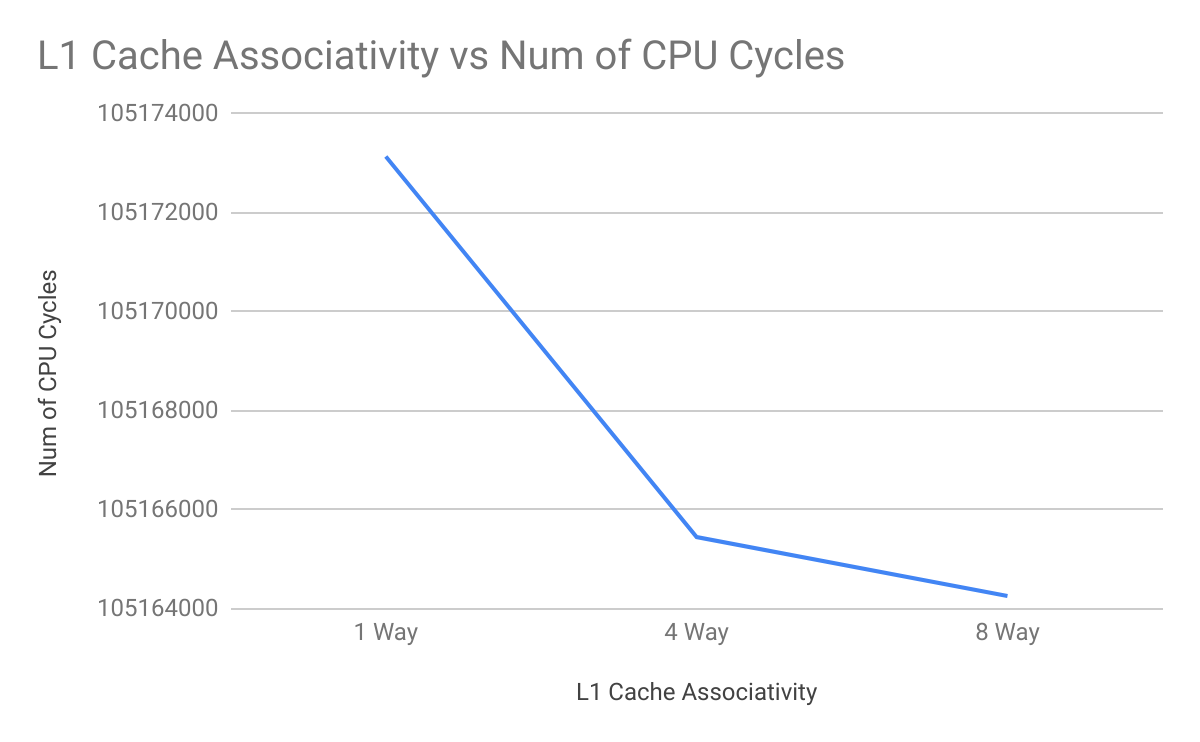 L1 Cache Associativity vs Num of CPU Cycles
105174000
105172000
105170000
105168000
105166000
105164000
Num of CPU Cycles
1 Way
4 Way
8 Way
L1 Cache Associativity